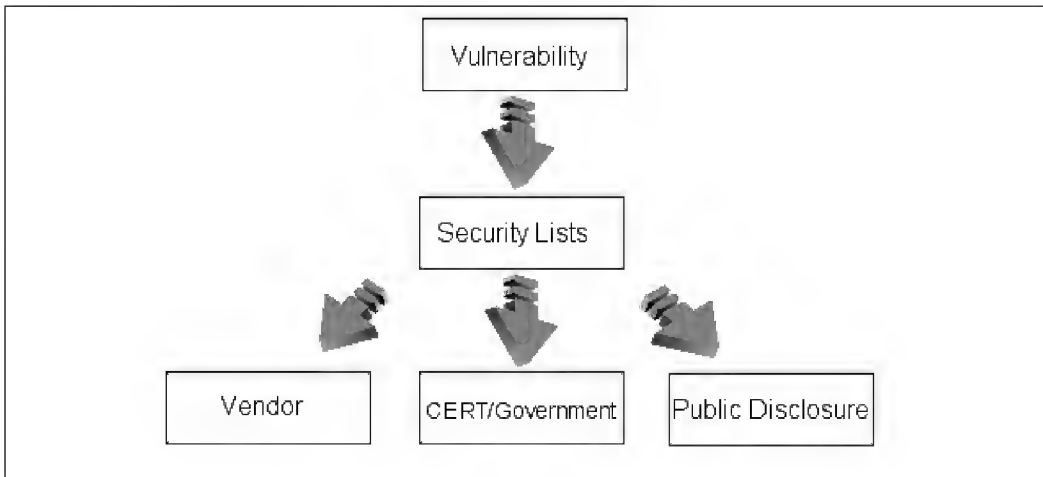 Vulnerability
Security Lists
Vendor
CERT/Government
Public Disclosure